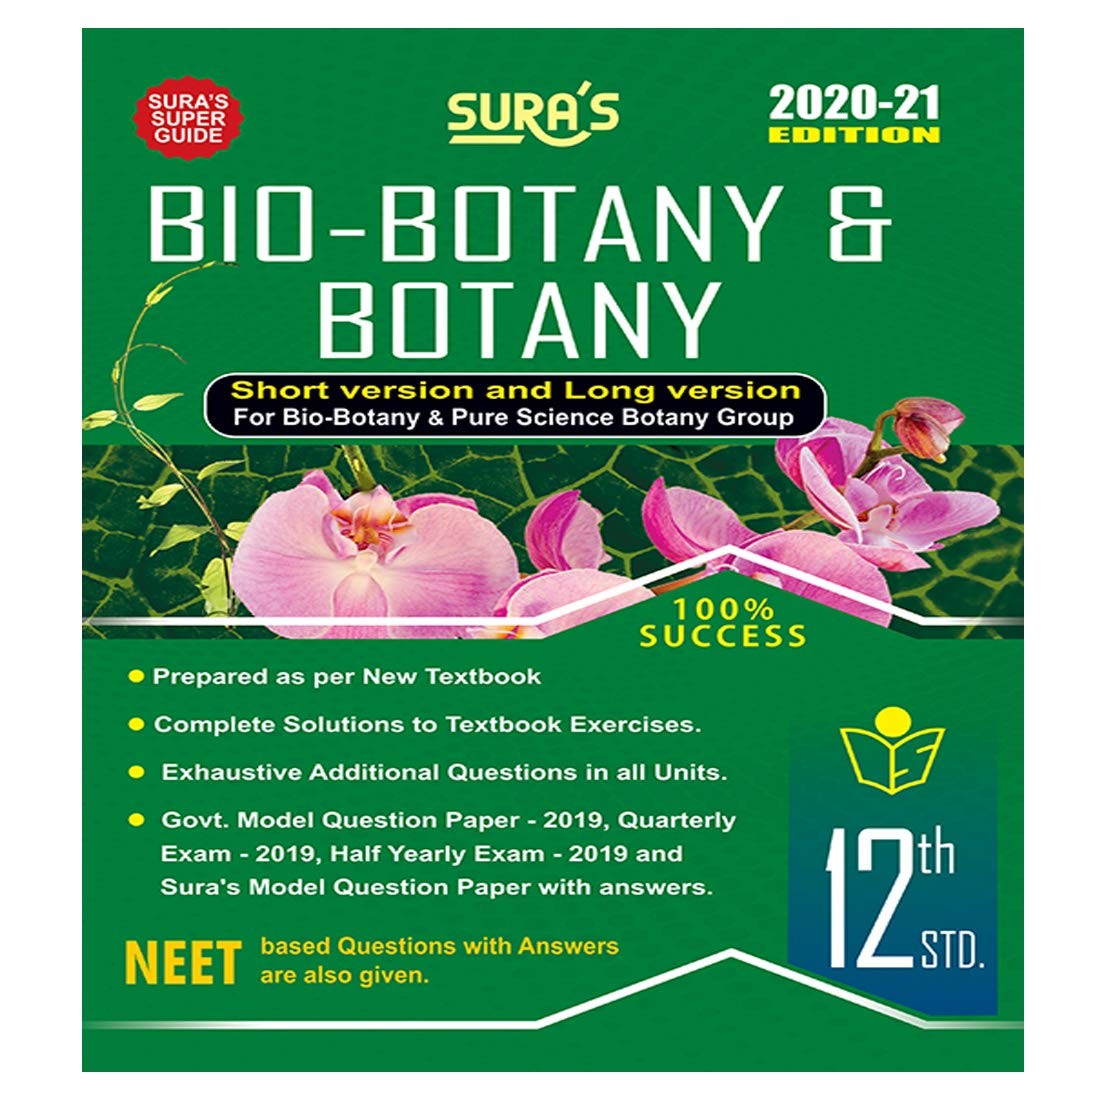 SURA'S
SUPER
GUIDE
SURA'S
2020-21
EDITION
BIO-BOTANY &
BOTANY
Short version and Long version
For Bio-Botany & Pure Science Botany Group
100%
SUCCESS
Prepared as per New Textbook
Complete Solutions to Textbook Exercises.
Exhaustive Additional Questions in all Units.
Govt. Model Question Paper - 2019, Quarterly
Exam - 2019, Half Yearly Exam - 2019 and
Sura's Model Question Paper with answers.
NEET based Questions with Answers
are also given.
12th
STD.